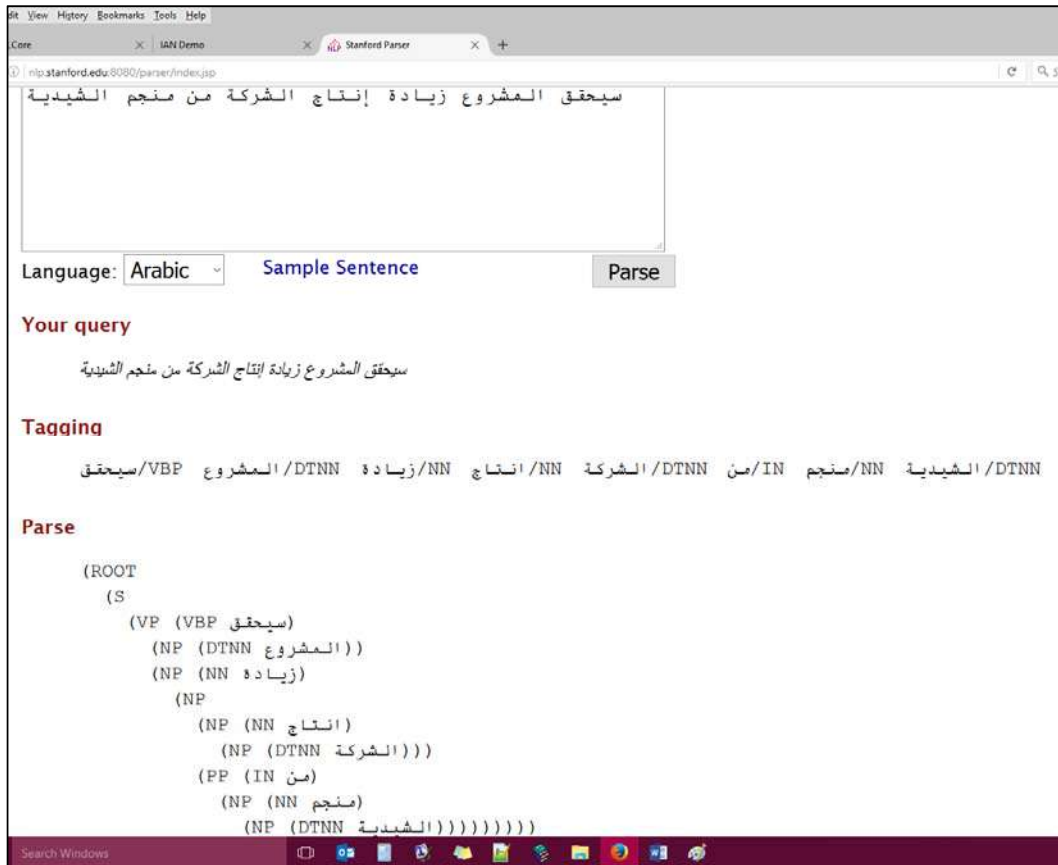 dit View History Bookmarks Tools Help
Core IAN Demo Stanford Parser
nlp.stanford.edu:8080/parser/index.jsp
سيحقق المشروع زيادة إنتاج الشركة من منجم الشيدية
Language: Arabic Sample Sentence Parse
Your query
سيحقق المشروع زيادة إنتاج الشركة من منجم الشيدية
Tagging
سيحقق/VBP المشروع/DTNN زيادة/NN انتاج/NN الشركة/DTNN من/IN منجم/NN الشيدية/DTNN
Parse
(ROOT
(S
(VP (VBP سيحقق)
(NP (DTNN المشروع))
(NP (NN زيادة)
(NP
(NP (NN انتاج)
(NP (DTNN الشركة)))
(PP (IN من)
(NP (NN منجم)
(NP (DTNN الشيدية)))))))))
Search Windows